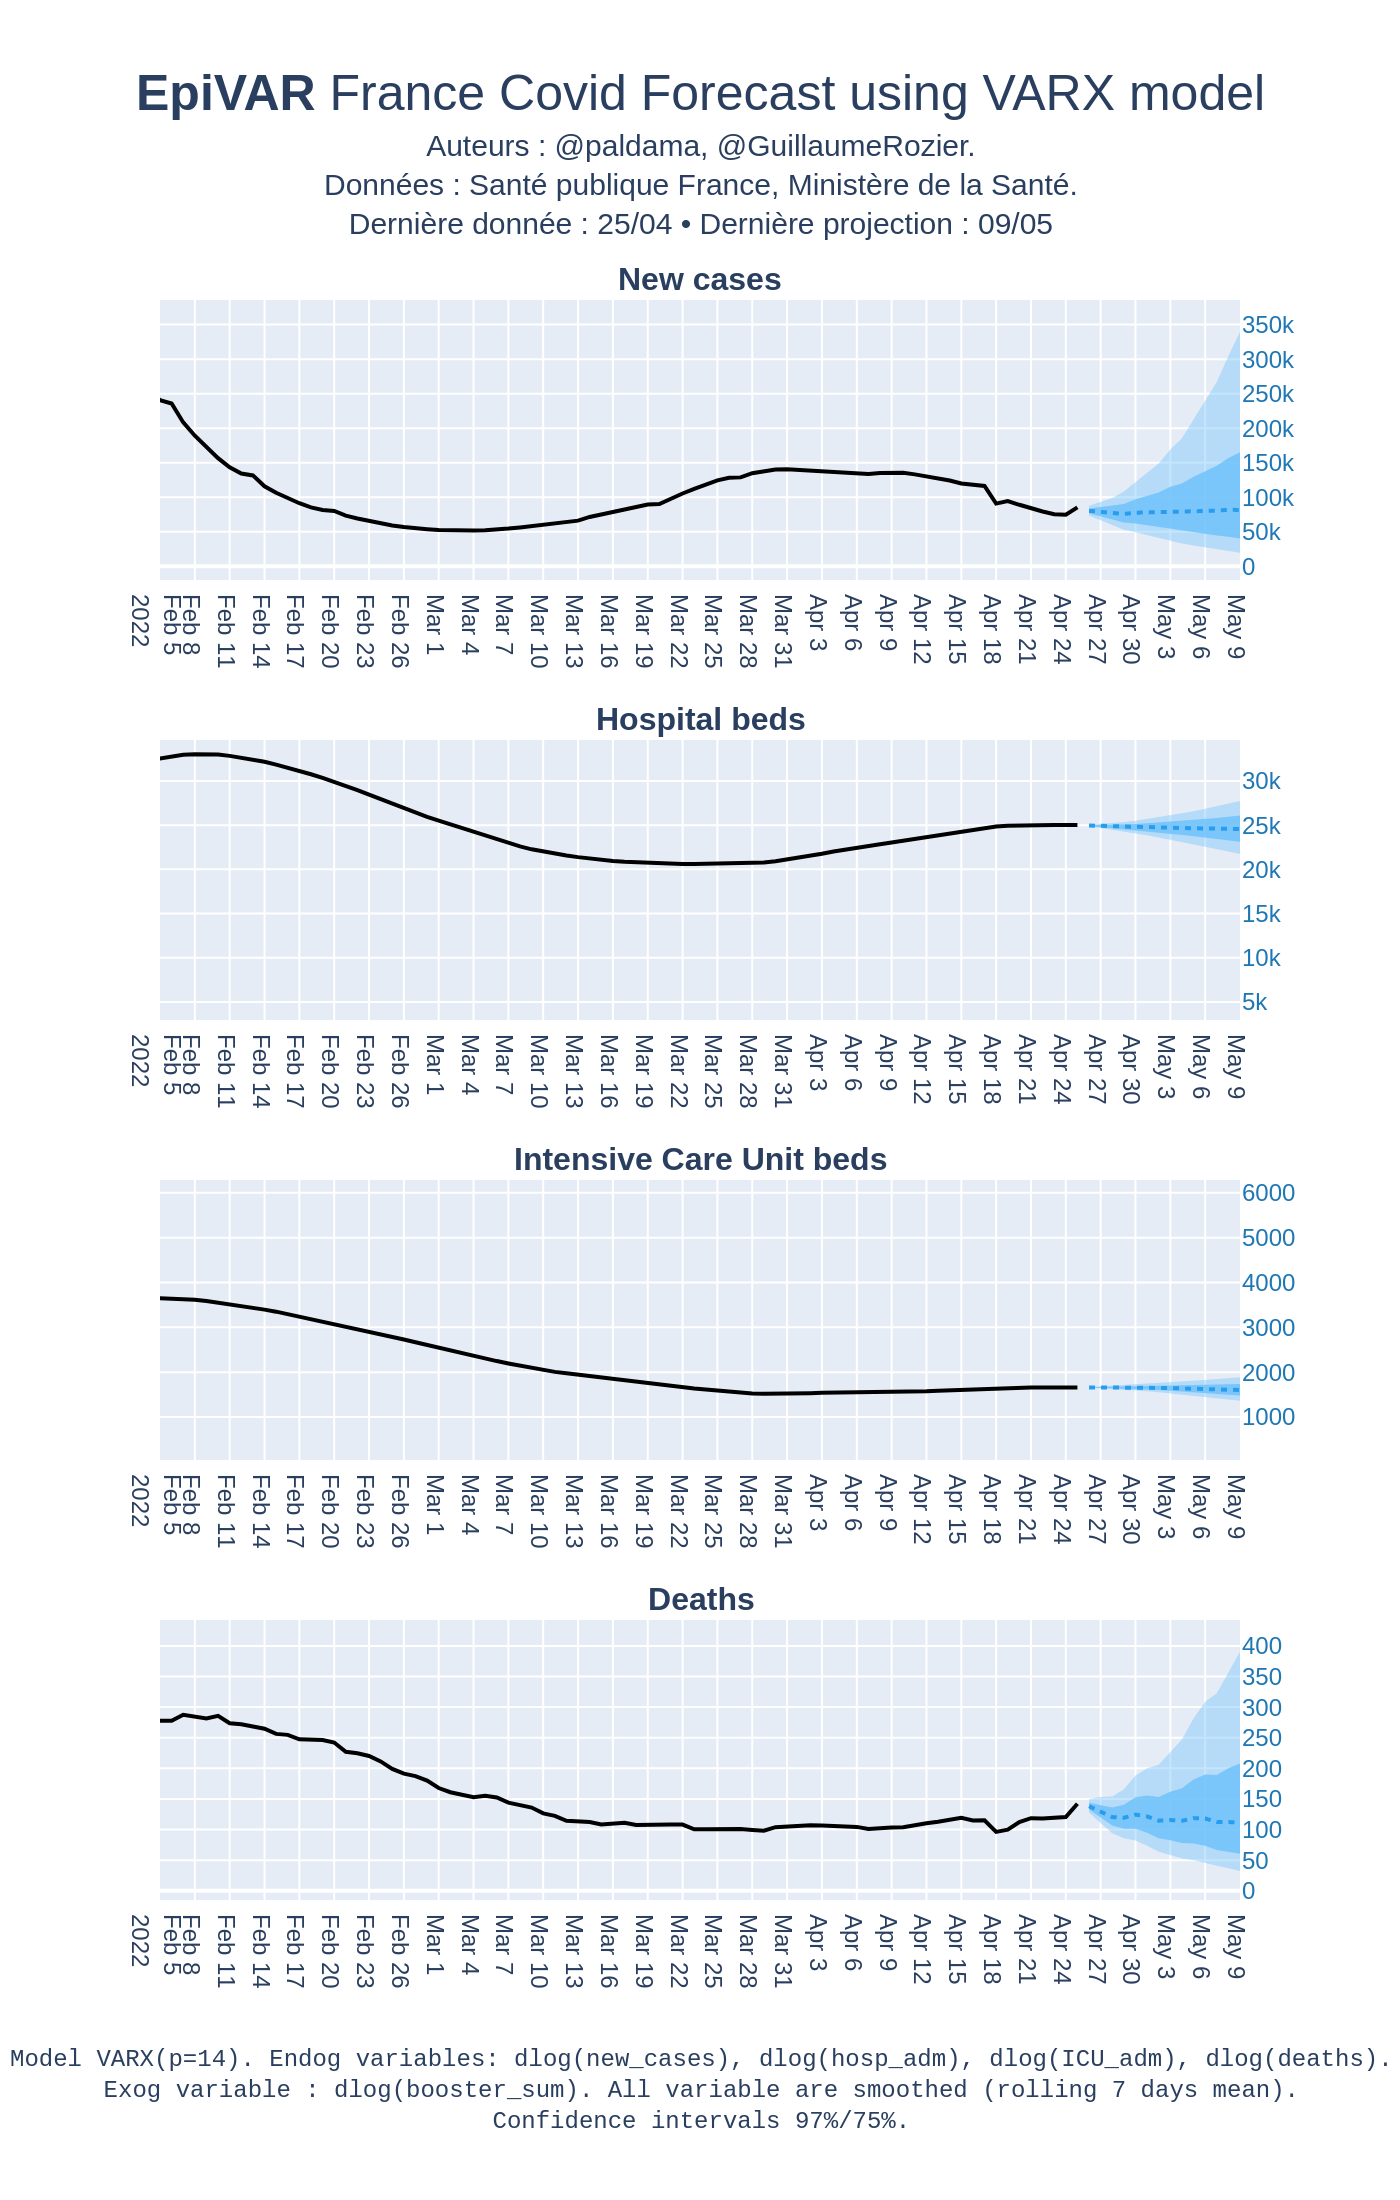 EpiVAR France Covid Forecast using VARX model
Auteurs : @paldama, @GuillaumeRozier.
Données : Santé publique France, Ministère de la Santé.
Dernière donnée : 25/04 • Dernière projection : 09/05
New cases
350k
300k
250k
200k
150k
100k
50k
0
Feb 5
2022
Feb 8
Feb 11
Feb 14
Feb 17
Feb 20
Feb 23
Feb 26
Mar 1
Mar 4
Mar 7
Mar 10
Mar 13
Mar 16
Mar 19
Mar 22
Mar 25
Mar 28
Mar 31
Apr 3
Apr 6
Apr 9
Apr 12
Apr 15
Apr 18
Apr 21
Apr 24
Apr 27
Apr 30
May 3
May 6
May 9
Hospital beds
30k
25k
20k
15k
10k
5k
Feb 5
2022
Feb 8
Feb 11
Feb 14
Feb 17
Feb 20
Feb 23
Feb 26
Mar 1
Mar 4
Mar 7
Mar 10
Mar 13
Mar 16
Mar 19
Mar 22
Mar 25
Mar 28
Mar 31
Apr 3
Apr 6
Apr 9
Apr 12
Apr 15
Apr 18
Apr 21
Apr 24
Apr 27
Apr 30
May 3
May 6
May 9
Intensive Care Unit beds
6000
5000
4000
3000
2000
1000
Feb 5
2022
Feb 8
Feb 11
Feb 14
Feb 17
Feb 20
Feb 23
Feb 26
Mar 1
Mar 4
Mar 7
Mar 10
Mar 13
Mar 16
Mar 19
Mar 22
Mar 25
Mar 28
Mar 31
Apr 3
Apr 6
Apr 9
Apr 12
Apr 15
Apr 18
Apr 21
Apr 24
Apr 27
Apr 30
May 3
May 6
May 9
Deaths
400
350
300
250
200
150
100
50
0
Feb 5
2022
Feb 8
Feb 11
Feb 14
Feb 17
Feb 20
Feb 23
Feb 26
Mar 1
Mar 4
Mar 7
Mar 10
Mar 13
Mar 16
Mar 19
Mar 22
Mar 25
Mar 28
Mar 31
Apr 3
Apr 6
Apr 9
Apr 12
Apr 15
Apr 18
Apr 21
Apr 24
Apr 27
Apr 30
May 3
May 6
May 9
Model VARX(p=14). Endog variables: dlog(new_cases), dlog(hosp_adm), dlog(ICU_adm), dlog(deaths).
Exog variable : dlog(booster_sum). All variable are smoothed (rolling 7 days mean).
Confidence intervals 97%/75%.